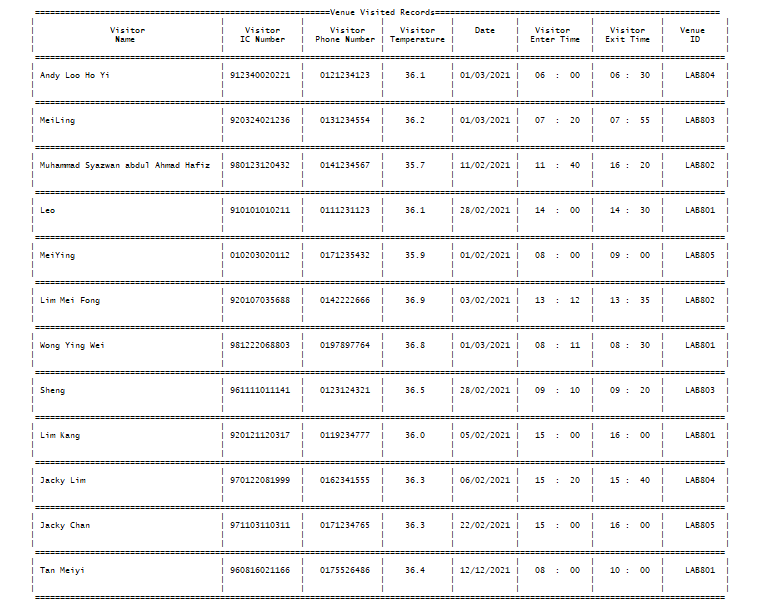 Venue Visited Records
Visitor Name | Visitor IC Number | Visitor Phone Number | Visitor Temperature | Date | Visitor Enter Time | Visitor Exit Time | Venue ID
Andy Loo Ho Yi | 912340020221 | 0121234123 | 36.1 | 01/03/2021 | 06 : 00 | 06 : 30 | LAB804
MeiLing | 920324021236 | 0131234554 | 36.2 | 01/03/2021 | 07 : 20 | 07 : 55 | LAB803
Muhammad Syazwan abdul Ahmad Hafiz | 980123120432 | 0141234567 | 35.7 | 11/02/2021 | 11 : 40 | 16 : 20 | LAB802
Leo | 910101010211 | 0111231123 | 36.1 | 28/02/2021 | 14 : 00 | 14 : 30 | LAB801
MeiYing | 010203020112 | 0171235432 | 35.9 | 01/02/2021 | 08 : 00 | 09 : 00 | LAB805
Lim Mei Fong | 920107035688 | 0142222666 | 36.9 | 03/02/2021 | 13 : 12 | 13 : 35 | LAB802
Wong Ying Wei | 981222068803 | 0197897764 | 36.8 | 01/03/2021 | 08 : 11 | 08 : 30 | LAB801
Sheng | 961111011141 | 0123124321 | 36.5 | 28/02/2021 | 09 : 10 | 09 : 20 | LAB803
Lim Kang | 920121120317 | 0119234777 | 36.0 | 05/02/2021 | 15 : 00 | 16 : 00 | LAB801
Jacky Lim | 970122081999 | 0162341555 | 36.3 | 06/02/2021 | 15 : 20 | 15 : 40 | LAB804
Jacky Chan | 971103110311 | 0171234765 | 36.3 | 22/02/2021 | 15 : 00 | 16 : 00 | LAB805
Tan Meiyi | 960816021166 | 0175526486 | 36.4 | 12/12/2021 | 08 : 00 | 10 : 00 | LAB801